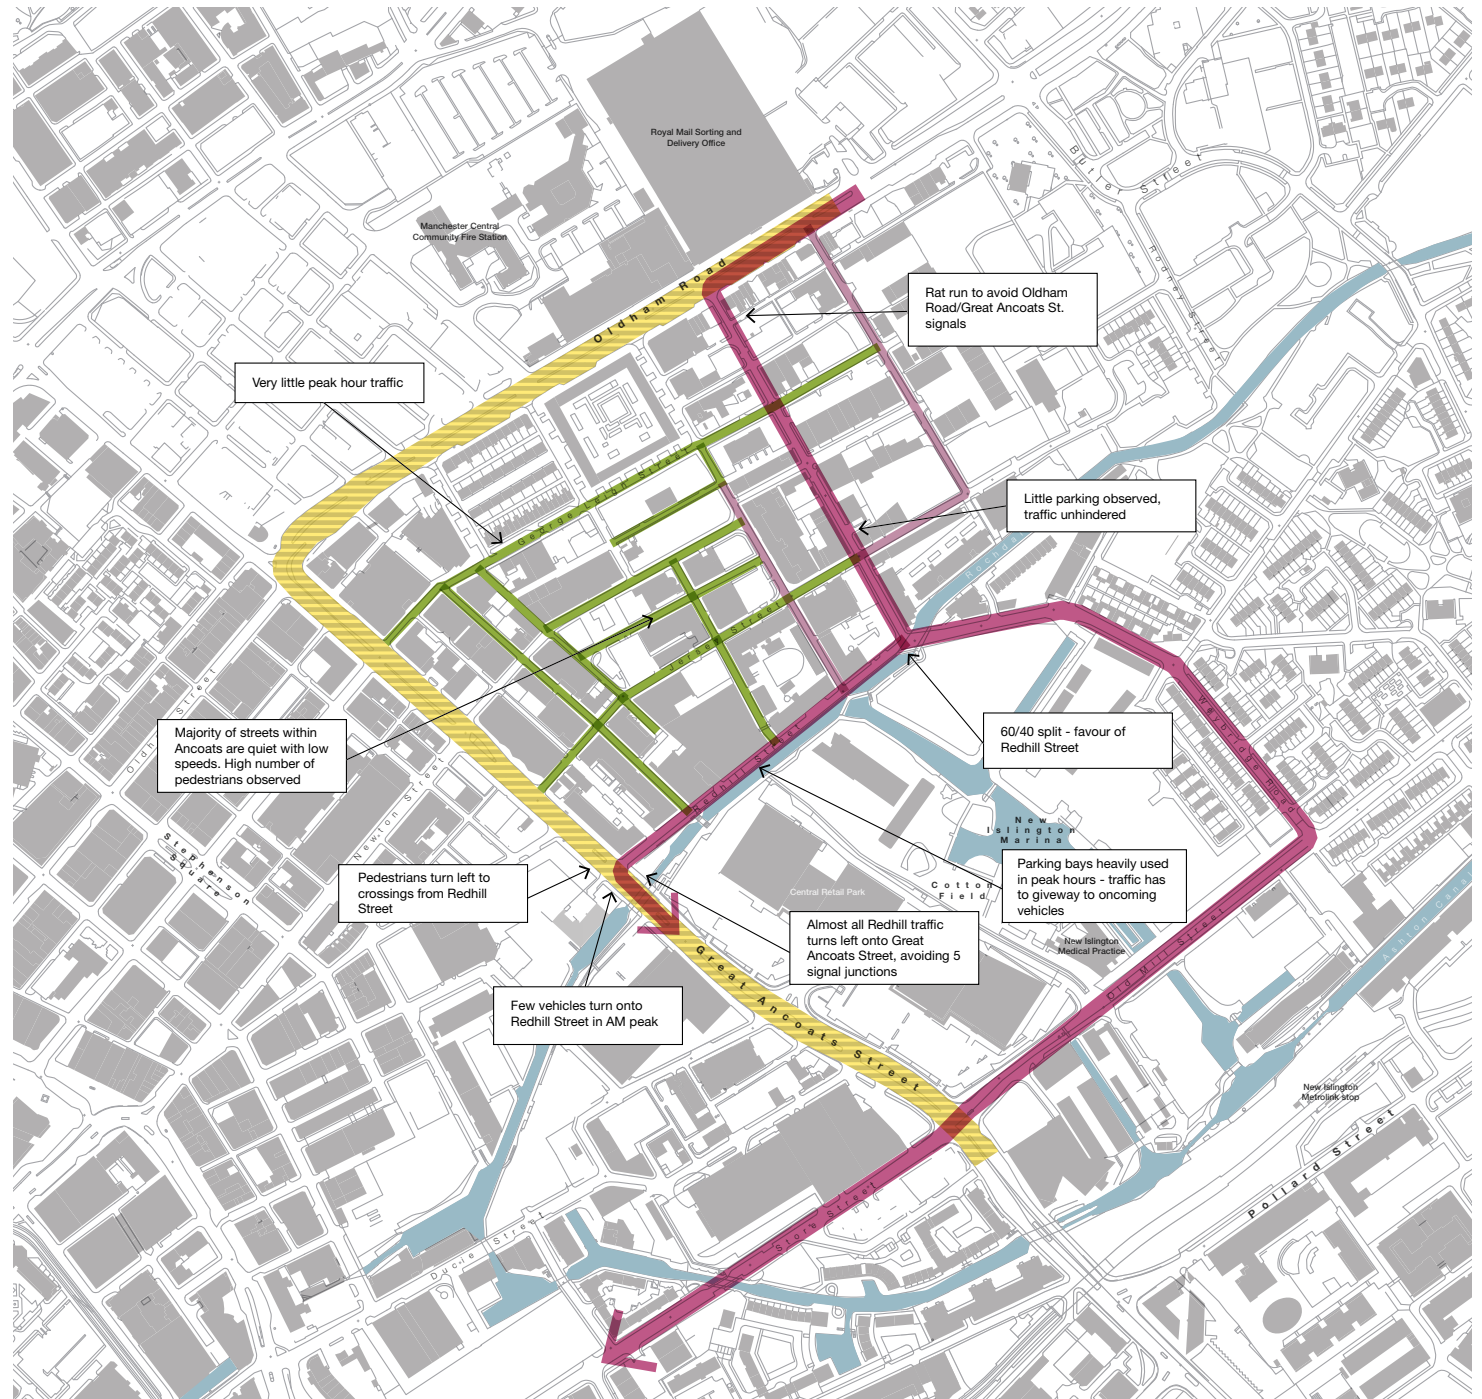 Royal Mail Sorting and
Delivery Office
Butler Street
Manchester Central
Community Fire Station
Rodney Street
Oldham Road
Rat run to avoid Oldham
Road/Great Ancoats St.
signals
Very little peak hour traffic
George Leigh Street
Little parking observed,
traffic unhindered
Jersey Street
Majority of streets within
Ancoats are quiet with low
speeds. High number of
pedestrians observed
60/40 split - favour of
Redhill Street
Weybridge Road
Redhill Street
Newton Street
New
Islington
Marina
Stephenson
Square
Pedestrians turn left to
crossings from Redhill
Street
Parking bays heavily used
in peak hours - traffic has
to giveway to oncoming
vehicles
Central Retail Park
Cotton
Field
Almost all Redhill traffic
turns left onto Great
Ancoats Street, avoiding 5
signal junctions
New Islington
Medical Practice
Old Mill Street
Ashton Canal
Few vehicles turn onto
Redhill Street in AM peak
Great Ancoats Street
New Islington
Metrolink stop
Pollard Street
Store Street
Ducie Street